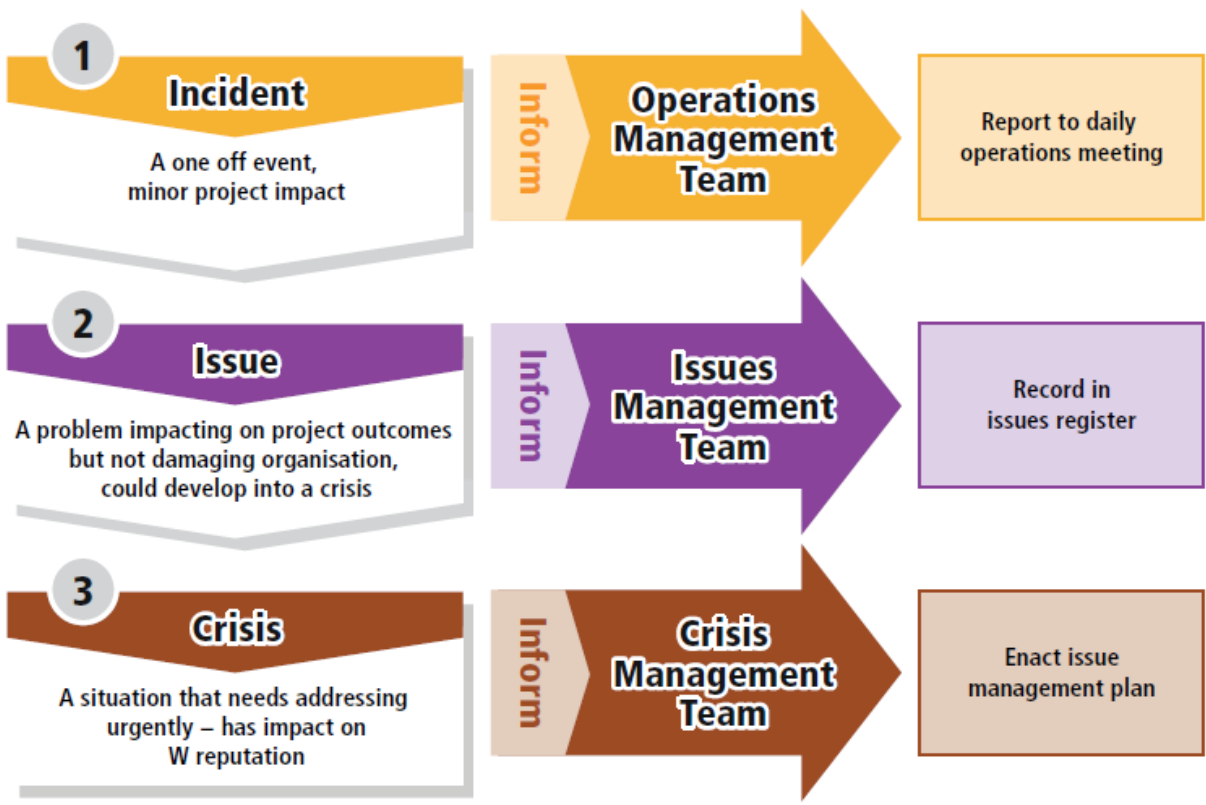 1
Incident
A one off event,
minor project impact
Inform
Operations
Management
Team
Report to daily
operations meeting
2
Issue
A problem impacting on project outcomes
but not damaging organisation,
could develop into a crisis
Inform
Issues
Management
Team
Record in
issues register
3
Crisis
A situation that needs addressing
urgently – has impact on
W reputation
Inform
Crisis
Management
Team
Enact issue
management plan